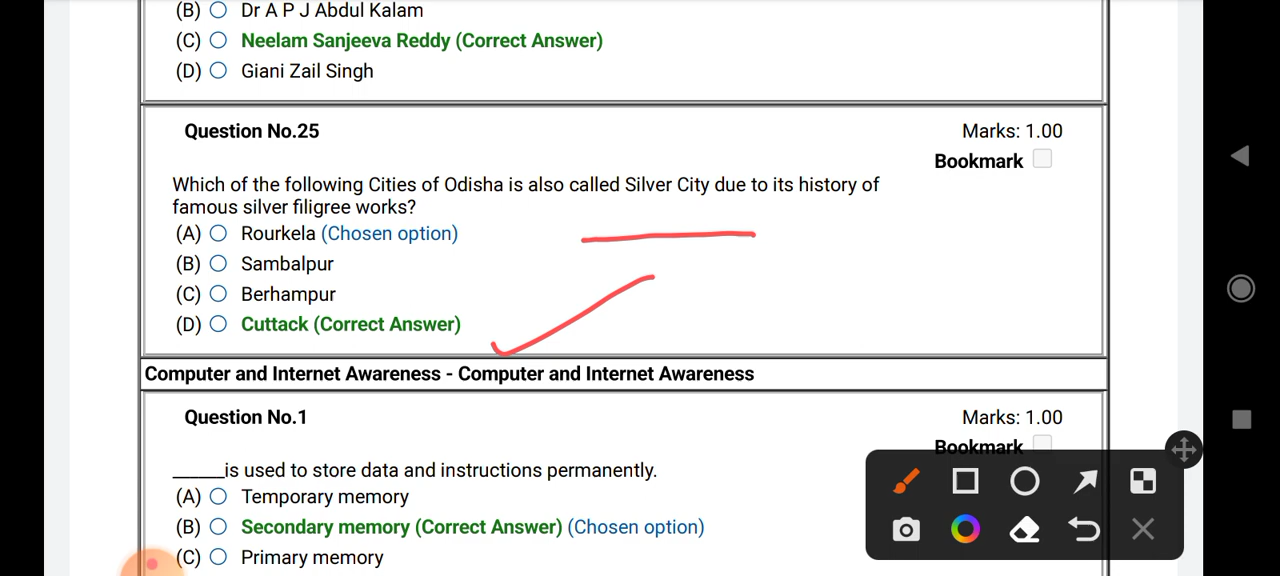 (B) Dr A P J Abdul Kalam
(C) Neelam Sanjeeva Reddy (Correct Answer)
(D) Giani Zail Singh
Question No.25 Marks: 1.00
Bookmark
Which of the following Cities of Odisha is also called Silver City due to its history of
famous silver filigree works?
(A) Rourkela (Chosen option)
(B) Sambalpur
(C) Berhampur
(D) Cuttack (Correct Answer)
Computer and Internet Awareness - Computer and Internet Awareness
Question No.1 Marks: 1.00
Bookmark
______is used to store data and instructions permanently.
(A) Temporary memory
(B) Secondary memory (Correct Answer) (Chosen option)
(C) Primary memory